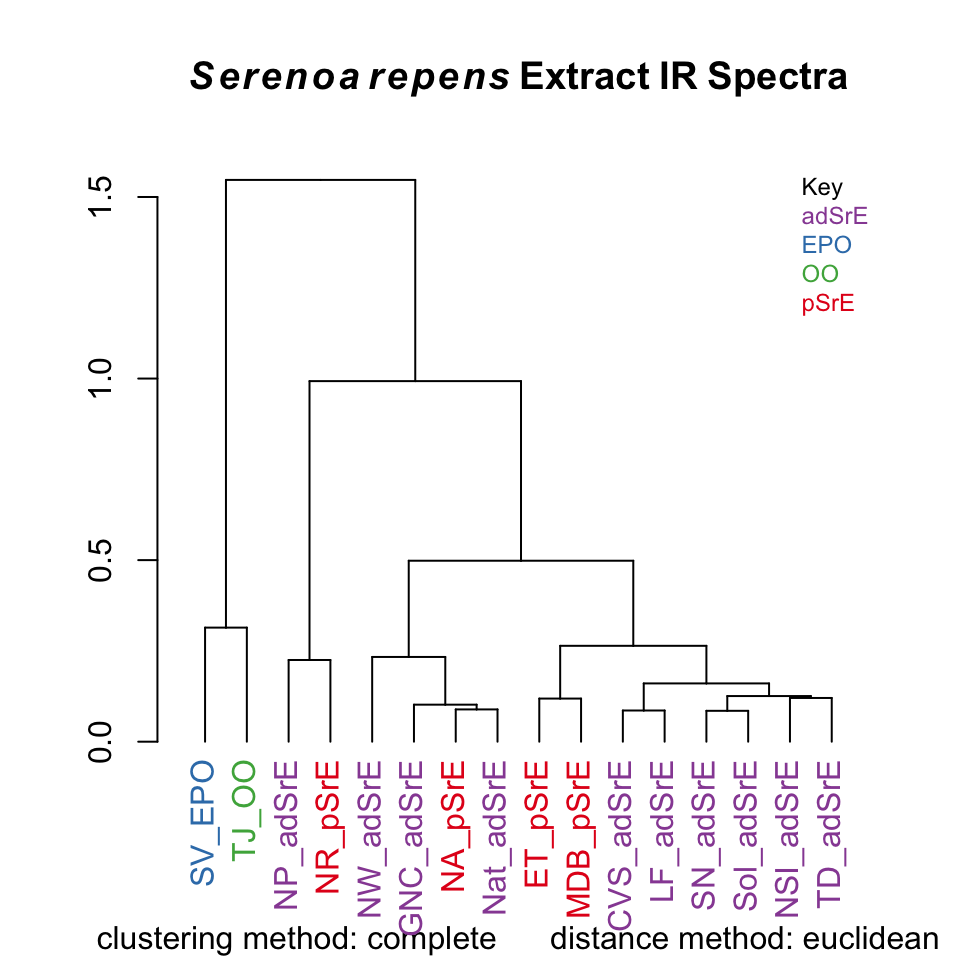 Serenoa repens Extract IR Spectra
Key
adSrE
EPO
OO
pSrE
1.5
1.0
0.5
0.0
SV_EPO
TJ_OO
NP_adSrE
NR_pSrE
NW_adSrE
GNC_adSrE
NA_pSrE
Nat_adSrE
ET_pSrE
MDB_pSrE
CVS_adSrE
LF_adSrE
SN_adSrE
Sol_adSrE
NSI_adSrE
TD_adSrE
clustering method: complete
distance method: euclidean